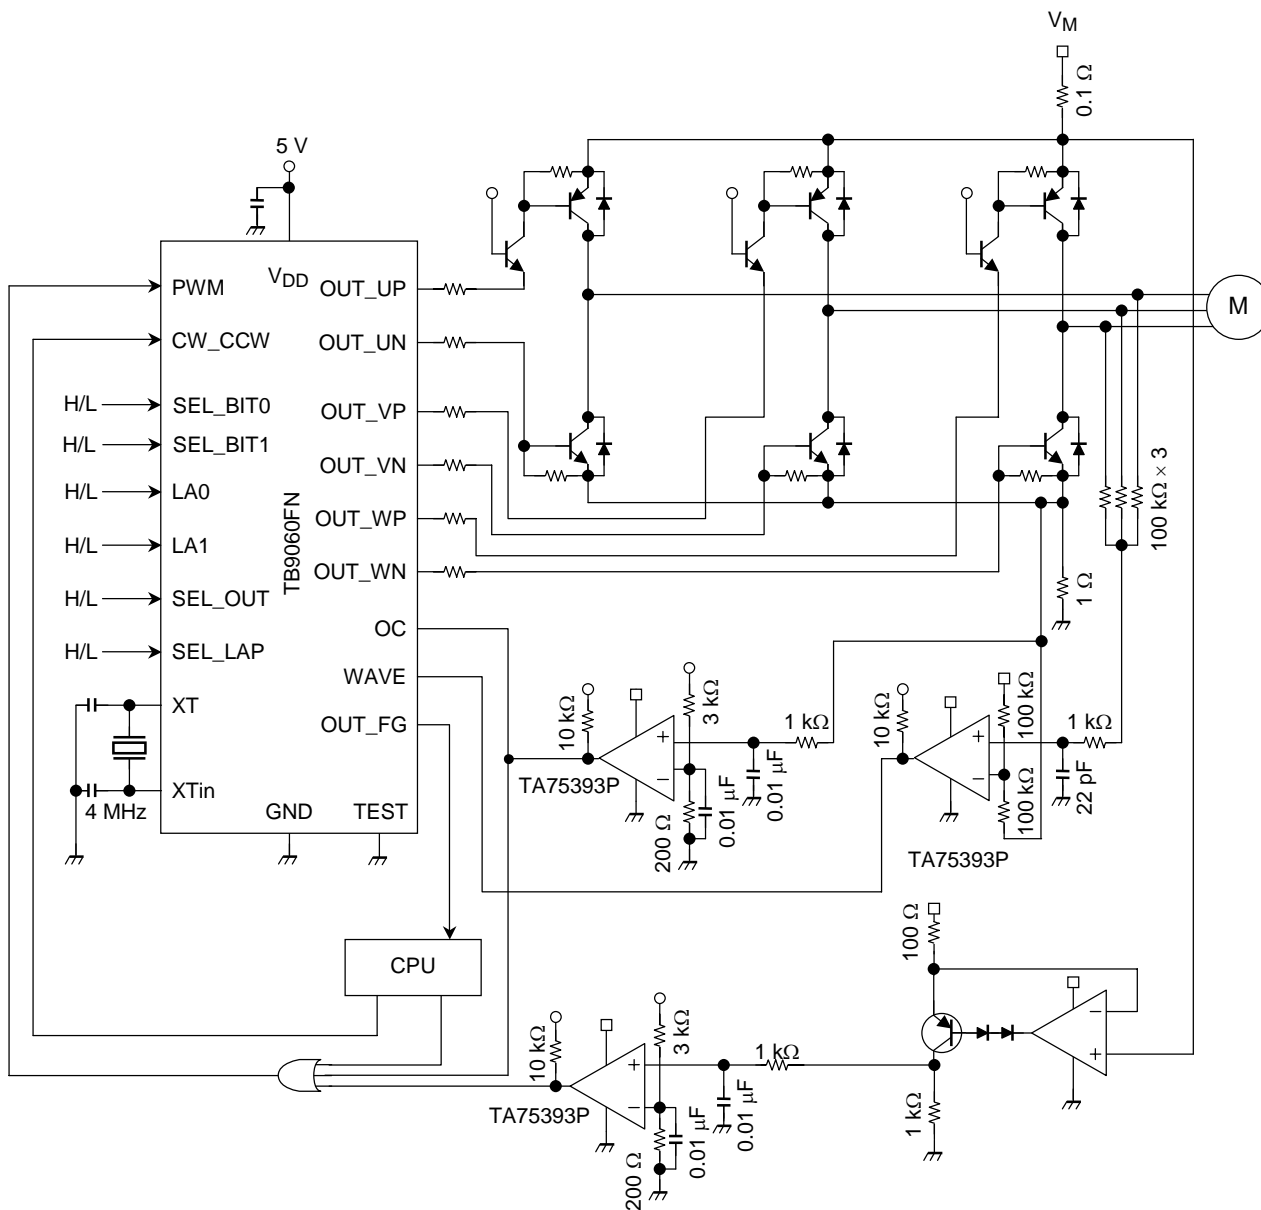 V_M
0.1 Ω
5 V
V_DD
PWM
OUT_UP
M
CW_CCW
OUT_UN
H/L
SEL_BIT0
OUT_VP
H/L
SEL_BIT1
OUT_VN
H/L
LA0
100 kΩ × 3
TB9060FN
OUT_WP
H/L
LA1
OUT_WN
H/L
SEL_OUT
1 Ω
OC
H/L
SEL_LAP
WAVE
XT
OUT_FG
10 kΩ
3 kΩ
1 kΩ
10 kΩ
100 kΩ
1 kΩ
+
−
+
−
TA75393P
0.01 μF
0.01 μF
200 Ω
100 kΩ
22 pF
TA75393P
XTin
4 MHz
GND
TEST
100 Ω
CPU
−
+
10 kΩ
3 kΩ
1 kΩ
+
−
TA75393P
0.01 μF
0.01 μF
200 Ω
1 kΩ